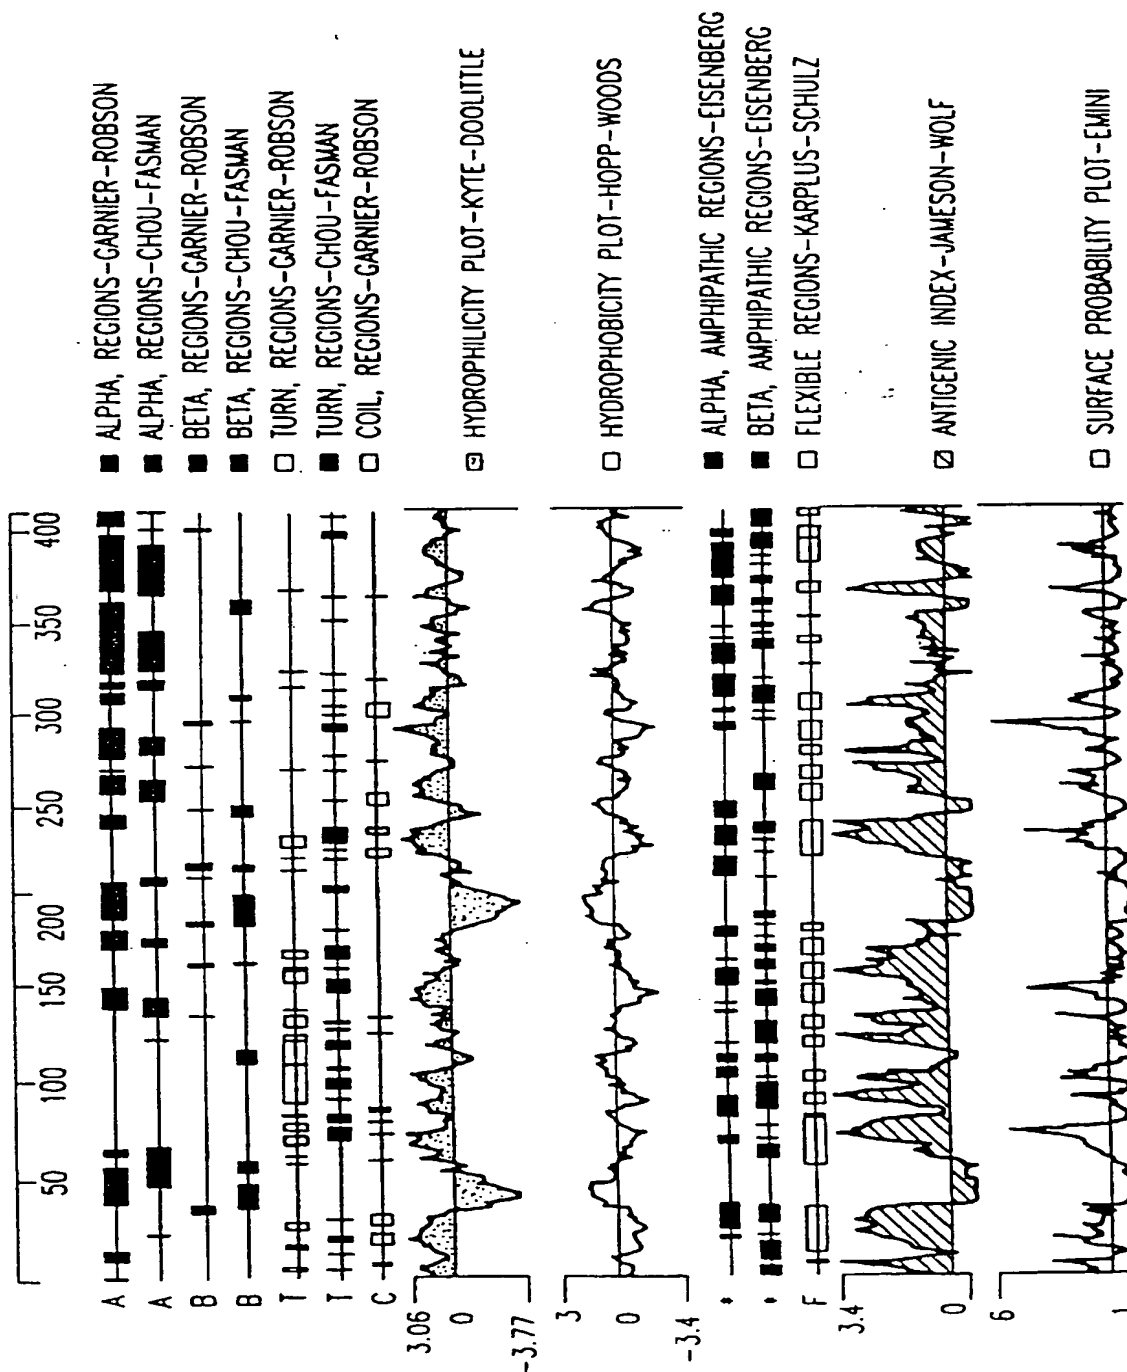 50 100 150 200 250 300 350 400
A ALPHA, REGIONS-GARNIER-ROBSON
A ALPHA, REGIONS-CHOU-FASMAN
B BETA, REGIONS-GARNIER-ROBSON
B BETA, REGIONS-CHOU-FASMAN
T TURN, REGIONS-GARNIER-ROBSON
T TURN, REGIONS-CHOU-FASMAN
C COIL, REGIONS-GARNIER-ROBSON
3.06
0 HYDROPHILICITY PLOT-KYTE-DOOLITTLE
-3.77
3
0 HYDROPHOBICITY PLOT-HOPP-WOODS
-3.4
* ALPHA, AMPHIPATHIC REGIONS-EISENBERG
* BETA, AMPHIPATHIC REGIONS-EISENBERG
F FLEXIBLE REGIONS-KARPLUS-SCHULZ
3.4
0 ANTIGENIC INDEX-JAMESON-WOLF
6
SURFACE PROBABILITY PLOT-EMINI
1